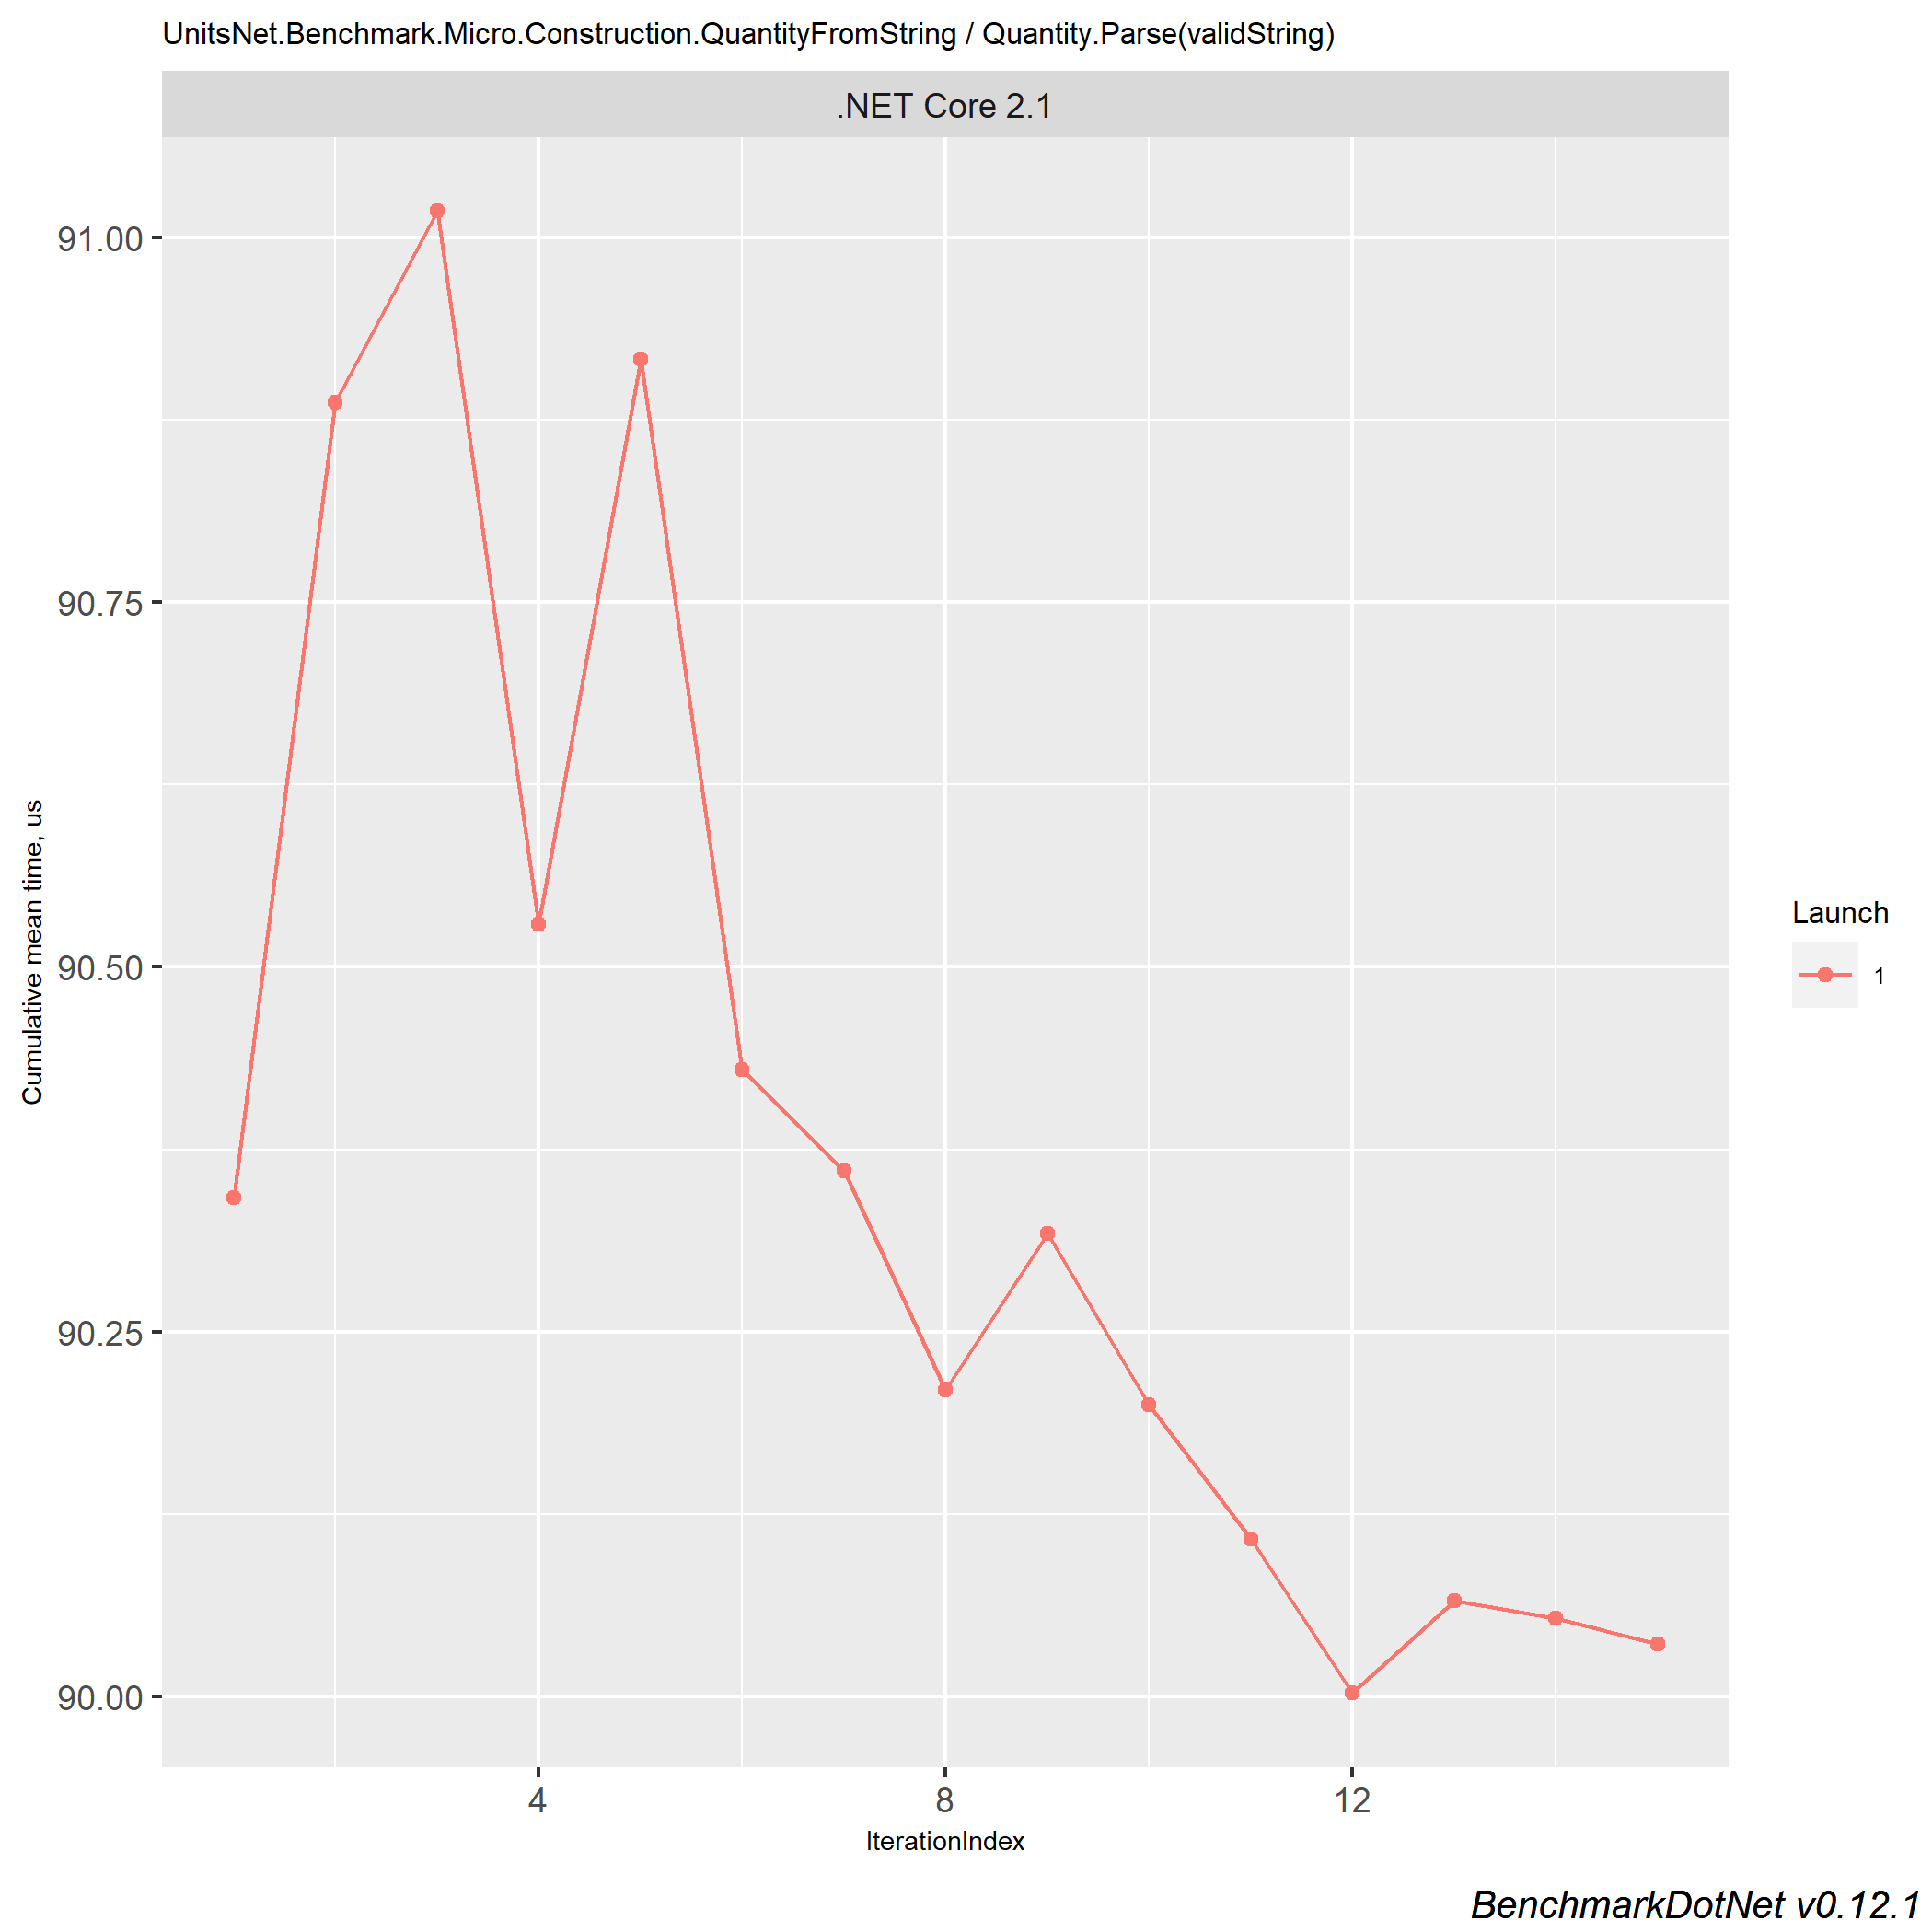 UnitsNet.Benchmark.Micro.Construction.QuantityFromString / Quantity.Parse(validString)
.NET Core 2.1
91.00
90.75
90.50
90.25
90.00
Cumulative mean time, us
4 8 12
IterationIndex
Launch
1
BenchmarkDotNet v0.12.1